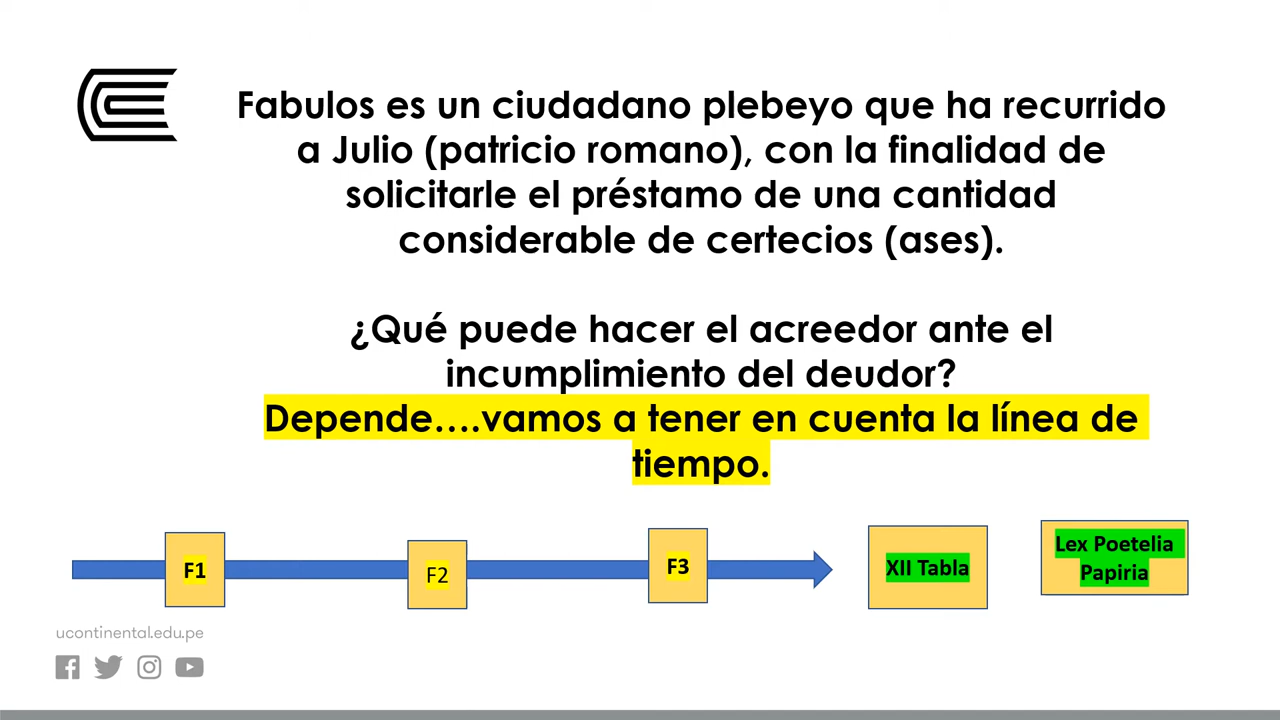 Fabulos es un ciudadano plebeyo que ha recurrido
a Julio (patricio romano), con la finalidad de
solicitarle el préstamo de una cantidad
considerable de certecios (ases).
¿Qué puede hacer el acreedor ante el
incumplimiento del deudor?
Depende….vamos a tener en cuenta la línea de
tiempo.
F1
F2
F3
XII Tabla
Lex Poetelia
Papiria
ucontinental.edu.pe